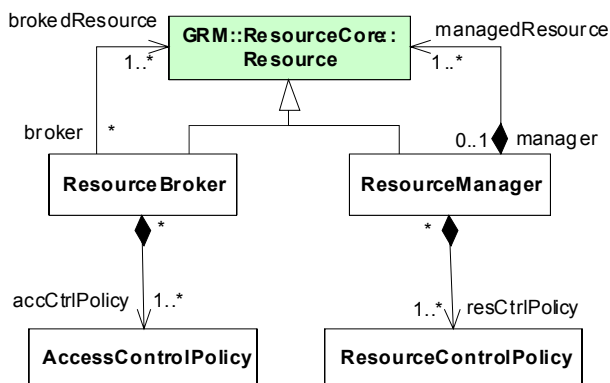 brokedResource
GRM::ResourceCore::
Resource
managedResource
1..*
1..*
broker
*
0..1
manager
ResourceBroker
ResourceManager
*
*
accCtrlPolicy
1..*
1..*
resCtrlPolicy
AccessControlPolicy
ResourceControlPolicy